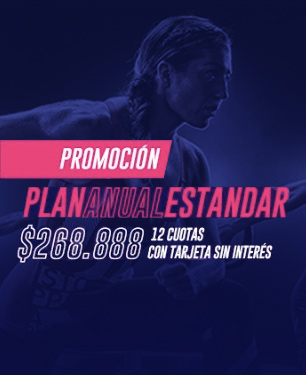 PROMOCIÓN
PLANANUALESTANDAR
$268.888 12 CUOTAS
CON TARJETA SIN INTERÉS